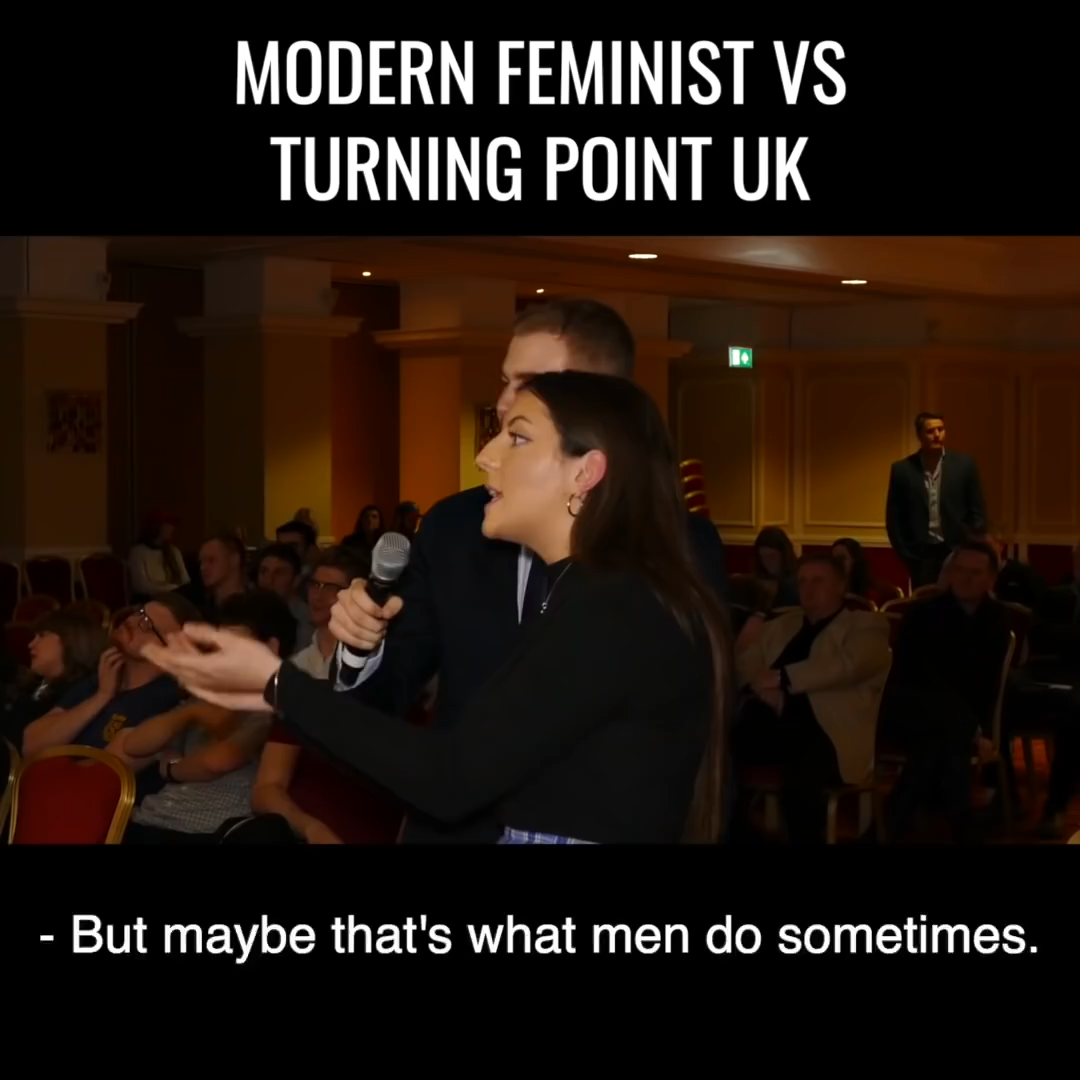 MODERN FEMINIST VS
TURNING POINT UK
- But maybe that's what men do sometimes.